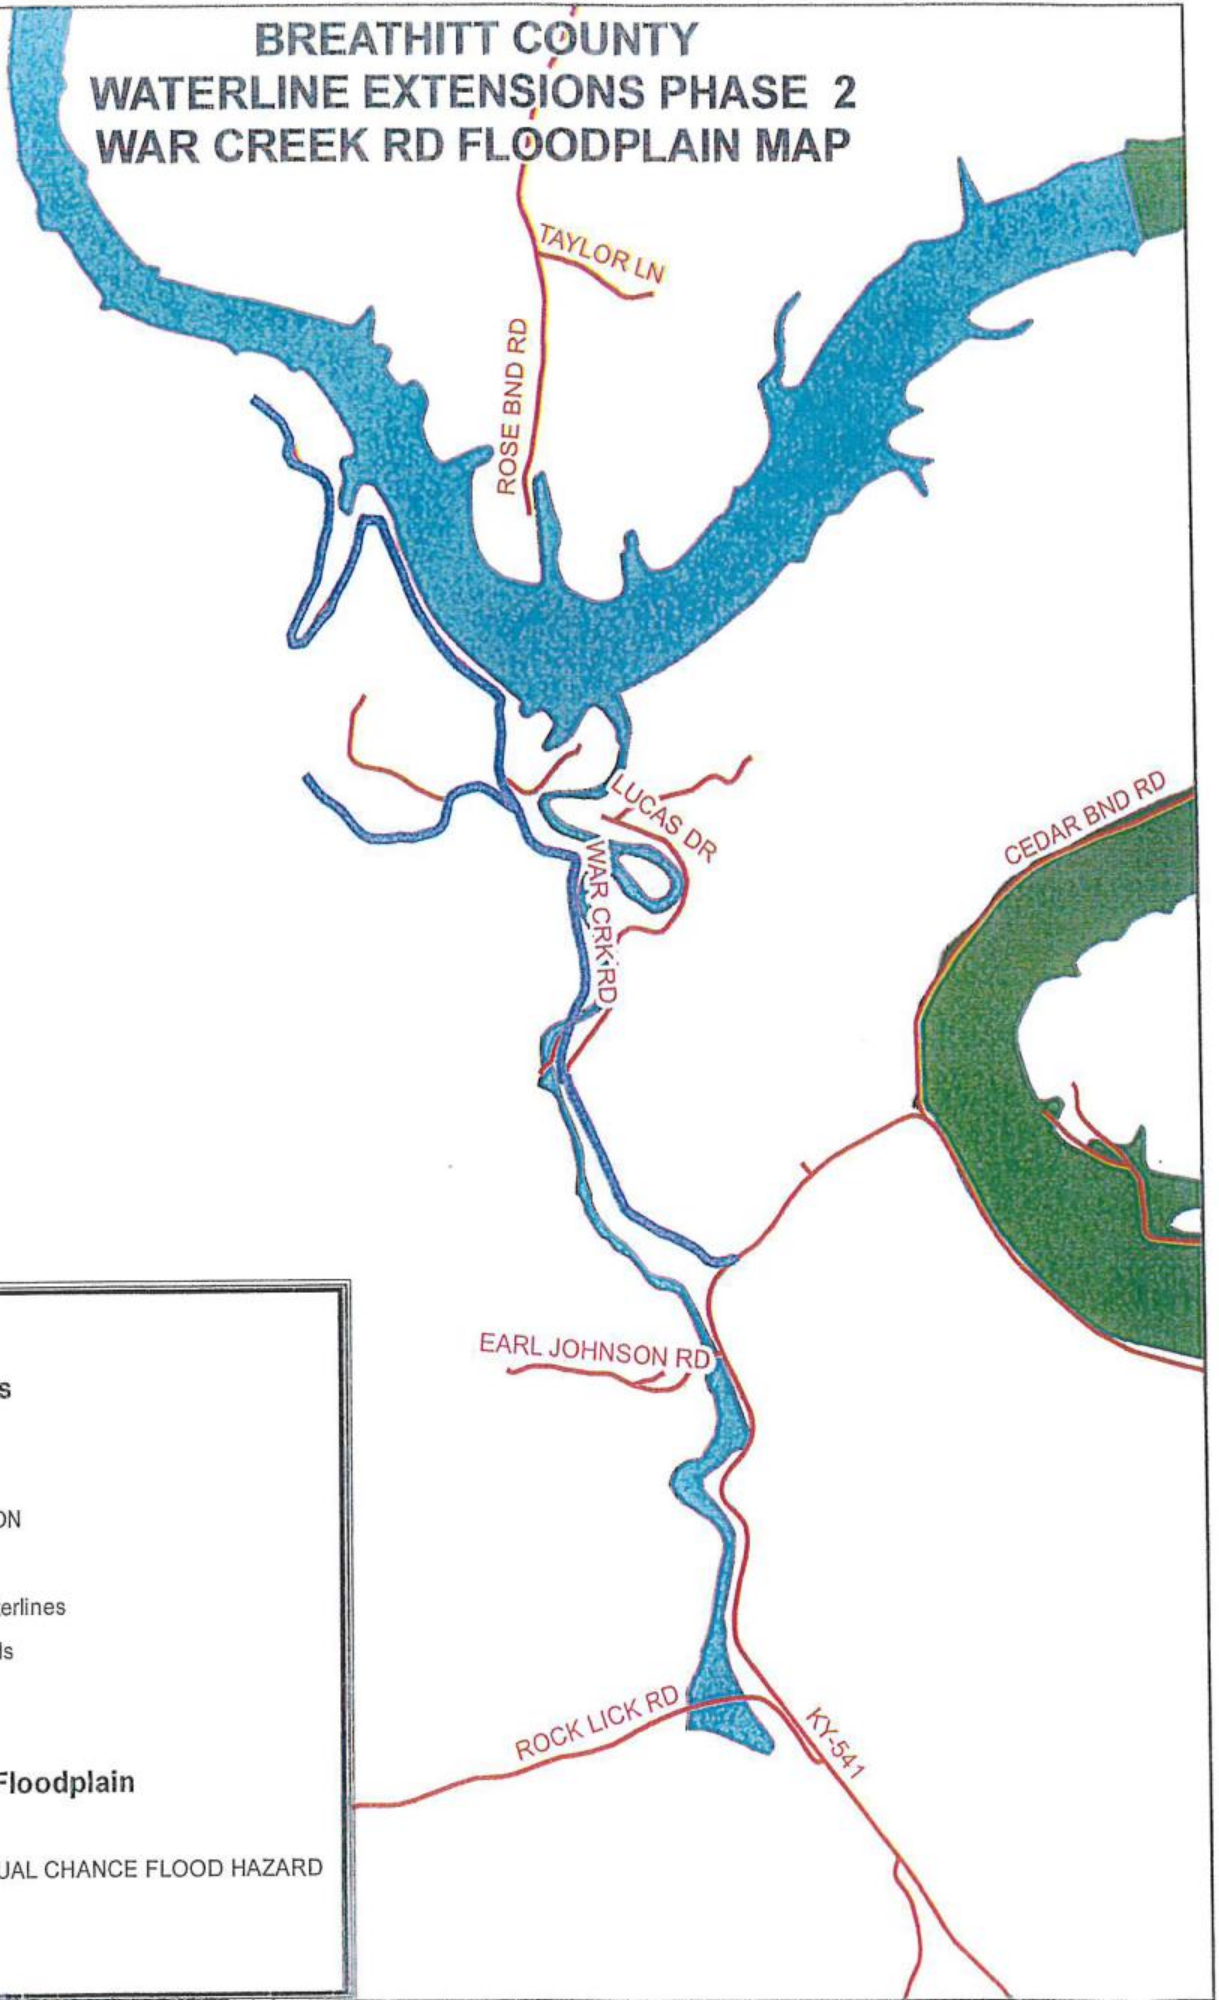 BREATHITT COUNTY
WATERLINE EXTENSIONS PHASE 2
WAR CREEK RD FLOODPLAIN MAP
TAYLOR LN
ROSE BND RD
LUCAS DR
CEDAR BND RD
WAR CRK RD
EARL JOHNSON RD
s
ON
erlines
ds
ROCK LICK RD
KY-541
Floodplain
UAL CHANCE FLOOD HAZARD